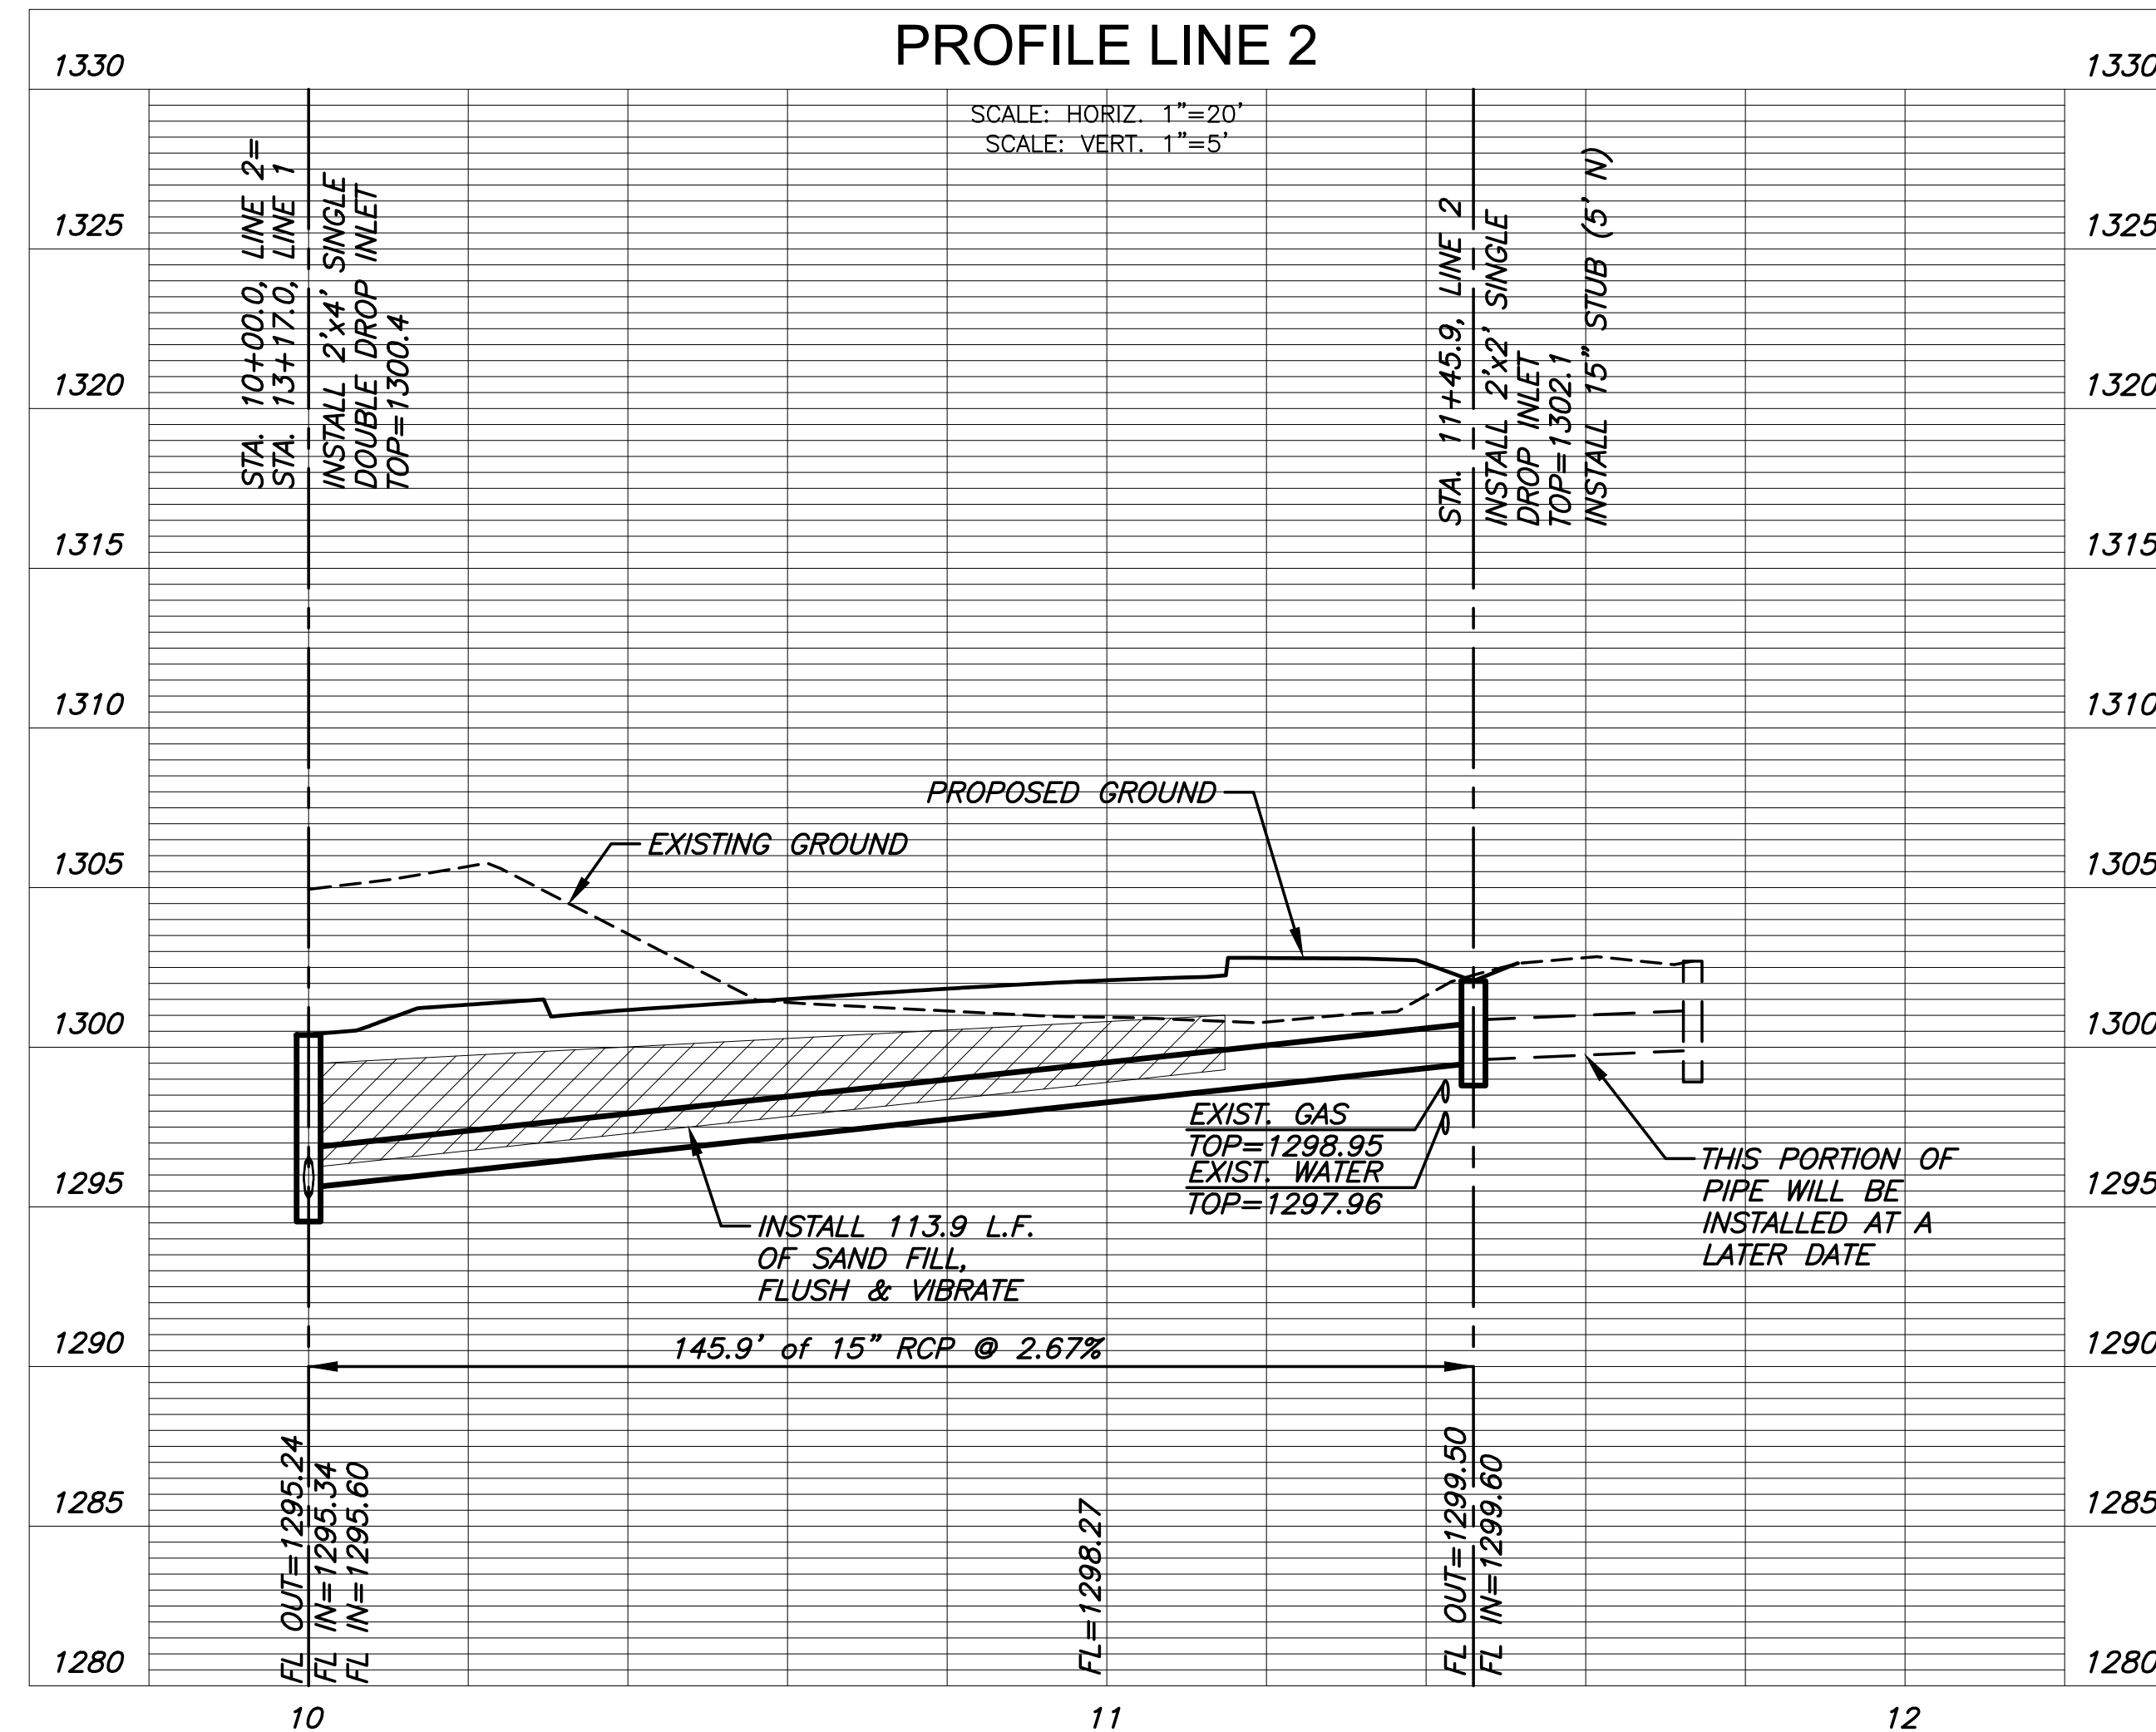 PROFILE LINE 2
SCALE: HORIZ. 1"=20'
SCALE: VERT. 1"=5'
1330
1330
1325
1325
1320
1320
1315
1315
1310
1310
1305
1305
1300
1300
1295
1295
1290
1290
1285
1285
1280
1280
STA. 10+00.0, LINE 2=
STA. 13+17.0, LINE 1
INSTALL 2'x4' SINGLE
DOUBLE DROP INLET
TOP=1300.4
STA. 11+45.9, LINE 2
INSTALL 2'x2' SINGLE
DROP INLET
TOP=1302.1
INSTALL 15" STUB (5' N)
PROPOSED GROUND
EXISTING GROUND
EXIST. GAS
TOP=1298.95
EXIST. WATER
TOP=1297.96
THIS PORTION OF
PIPE WILL BE
INSTALLED AT A
LATER DATE
INSTALL 113.9 L.F.
OF SAND FILL,
FLUSH & VIBRATE
145.9' of 15" RCP @ 2.67%
FL OUT=1295.24
FL IN=1295.34
FL IN=1295.60
FL=1298.27
FL OUT=1299.50
FL IN=1299.60
10
11
12